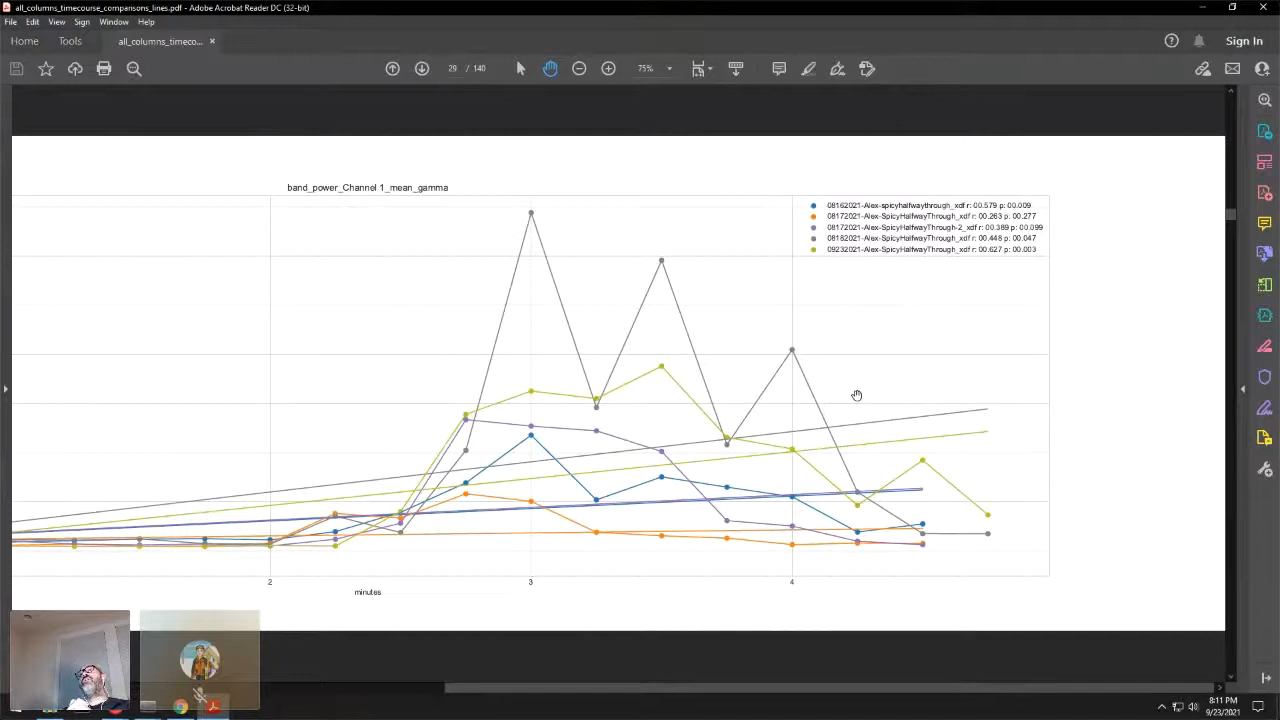 all_columns_timecourse_comparisons_lines.pdf - Adobe Acrobat Reader DC (32-bit)
File Edit View Sign Window Help
Home Tools all_columns_timeco... × Sign In
29 / 140 75%
band_power_Channel 1_mean_gamma
08162021-Alex-spicyhalfwaythrough_xdf r: 00.579 p: 00.009
08172021-Alex-SpicyHalfwayThrough_xdf r: 00.263 p: 00.277
08172021-Alex-SpicyHalfwayThrough-2_xdf r: 00.389 p: 00.099
08182021-Alex-SpicyHalfwayThrough_xdf r: 00.448 p: 00.047
09232021-Alex-SpicyHalfwayThrough_xdf r: 00.627 p: 00.003
2 3 4
minutes
8:11 PM
9/23/2021